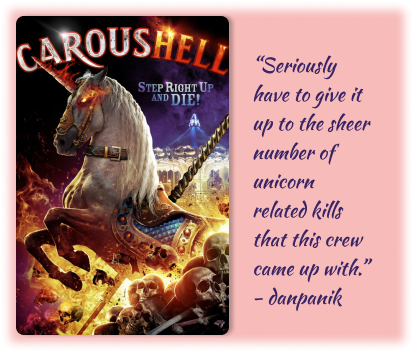 CAROUSHELL
STEP RIGHT UP
AND DIE!
“Seriously
have to give it
up to the sheer
number of
unicorn
related kills
that this crew
came up with.”
- danpanik